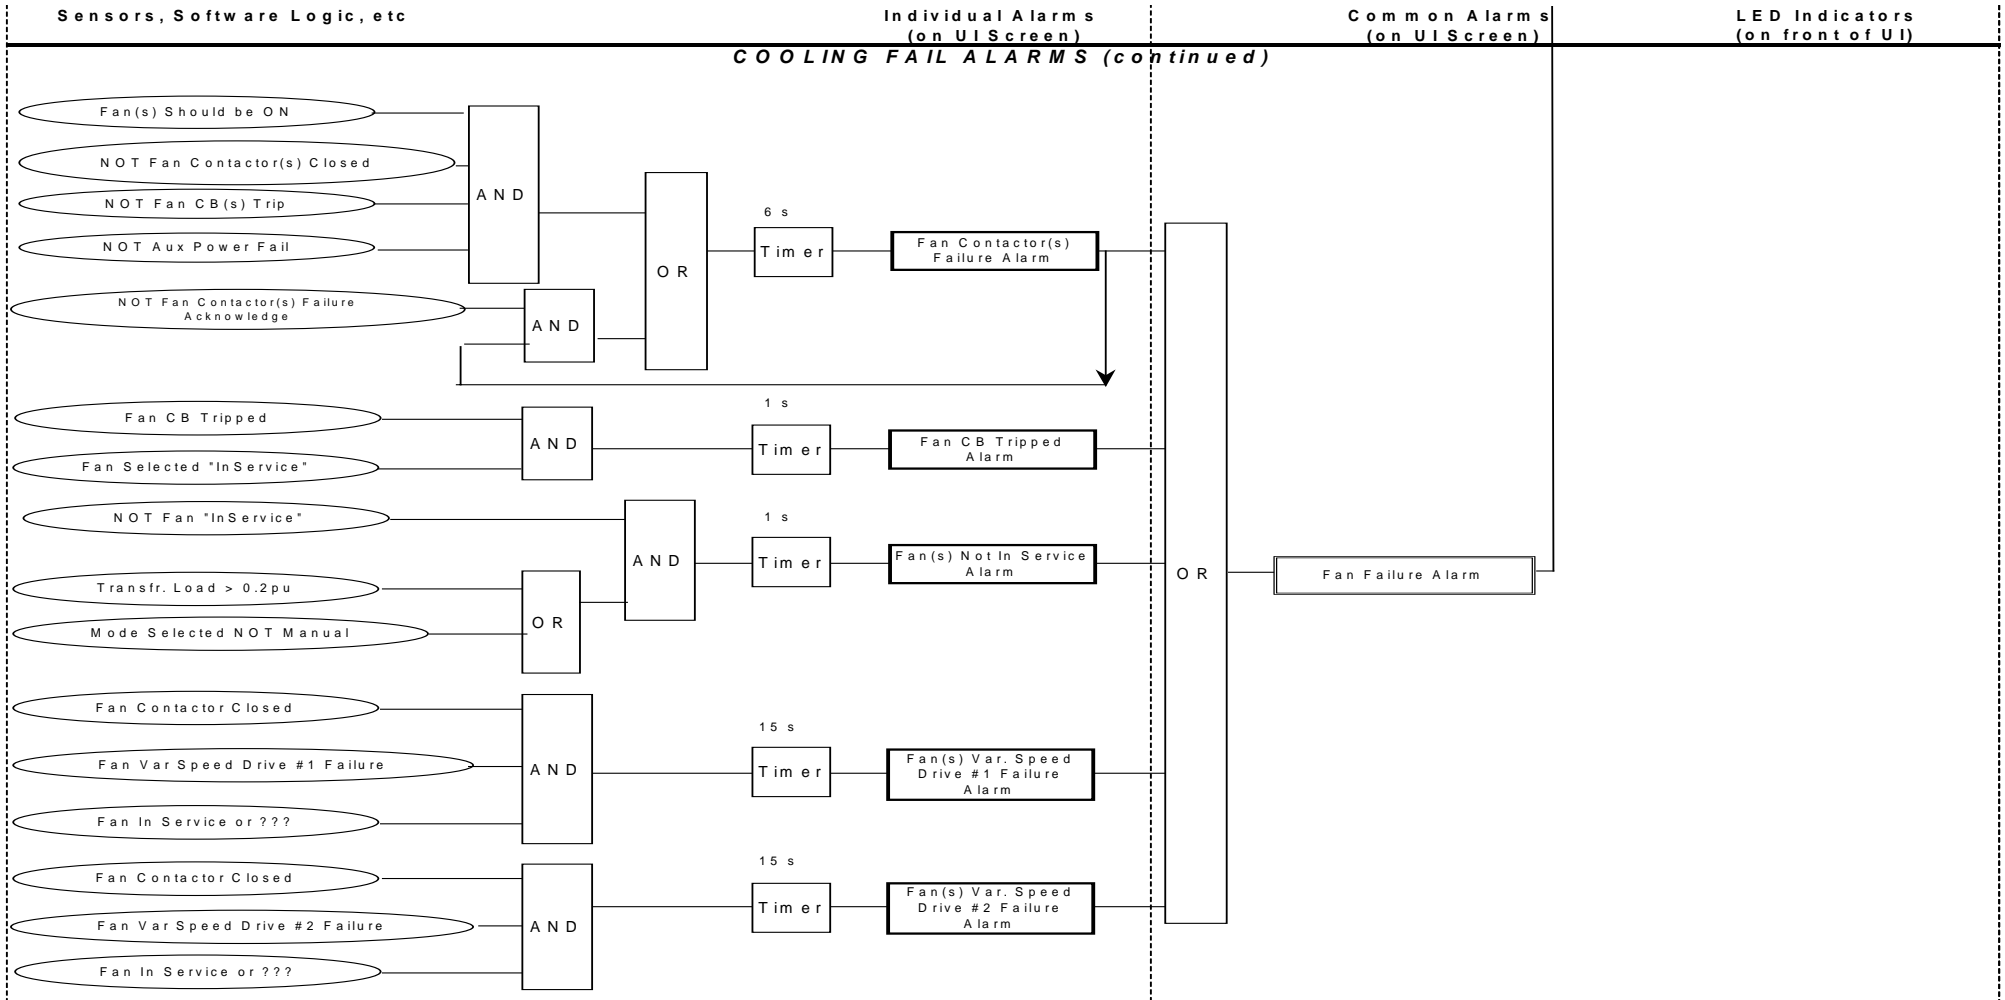 Sensors, Software Logic, etc
Individual Alarms
(on UI Screen)
Common Alarms
(on UI Screen)
LED Indicators
(on front of UI)
COOLING FAIL ALARMS (continued)
Fan(s) Should be ON
NOT Fan Contactor(s) Closed
NOT Fan CB(s) Trip
NOT Aux Power Fail
AND
NOT Fan Contactor(s) Failure
Acknowledge
AND
OR
6 s
Timer
Fan Contactor(s)
Failure Alarm
Fan CB Tripped
Fan Selected "InService"
AND
1 s
Timer
Fan CB Tripped
Alarm
NOT Fan "InService"
Transfr. Load > 0.2pu
Mode Selected NOT Manual
OR
AND
1 s
Timer
Fan(s) Not In Service
Alarm
Fan Contactor Closed
Fan Var Speed Drive #1 Failure
Fan In Service or ???
AND
15 s
Timer
Fan(s) Var. Speed
Drive #1 Failure
Alarm
Fan Contactor Closed
Fan Var Speed Drive #2 Failure
Fan In Service or ???
AND
15 s
Timer
Fan(s) Var. Speed
Drive #2 Failure
Alarm
OR
Fan Failure Alarm